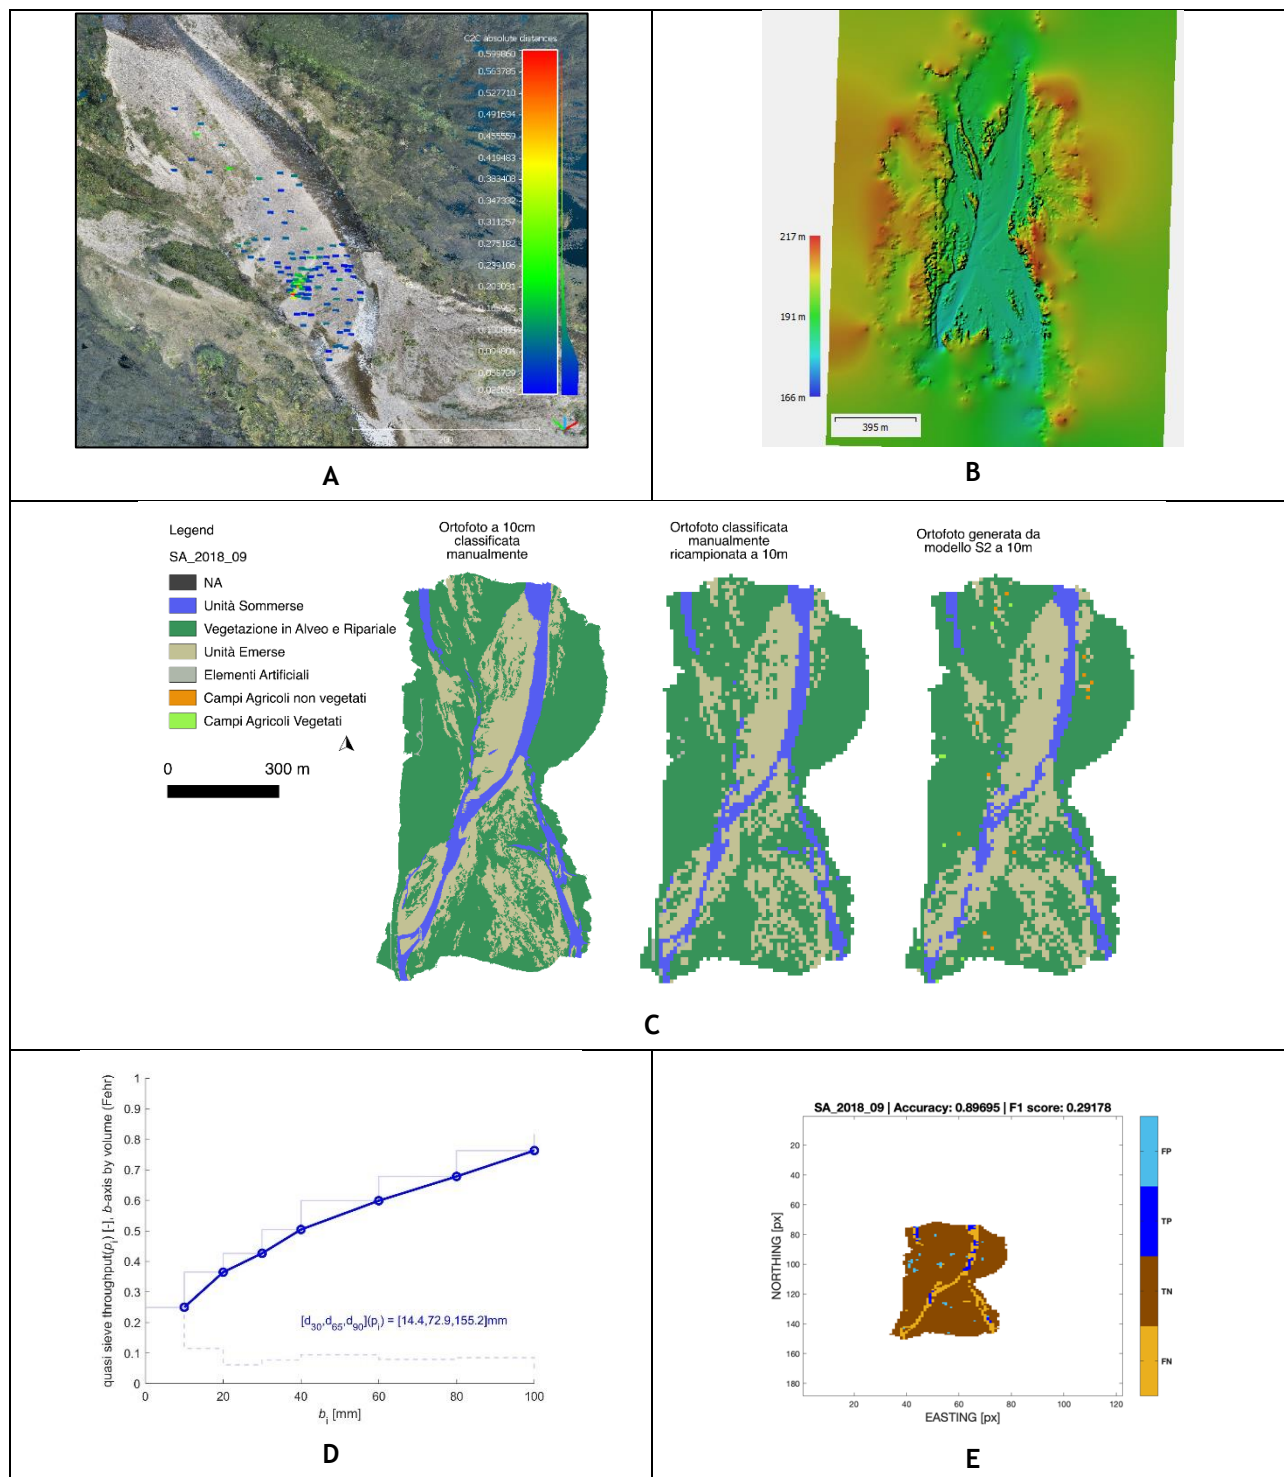 C2C absolute distances
0.599860
0.563785
0.527710
0.491634
0.455559
0.419483
0.383408
0.347332
0.311257
0.275182
0.239106
0.203031
A
217 m
191 m
166 m
395 m
B
Legend
SA_2018_09
NA
Unità Sommerse
Vegetazione in Alveo e Ripariale
Unità Emerse
Elementi Artificiali
Campi Agricoli non vegetati
Campi Agricoli Vegetati
0 300 m
Ortofoto a 10cm
classificata
manualmente
Ortofoto classificata
manualmente
ricampionata a 10m
Ortofoto generata da
modello S2 a 10m
C
quasi sieve throughput(pi) [-], b-axis by volume (Fehr)
1
0.9
0.8
0.7
0.6
0.5
0.4
0.3
0.2
0.1
0
[d30,d65,d90](pi) = [14.4,72.9,155.2]mm
0 20 40 60 80 100
bi [mm]
D
SA_2018_09 | Accuracy: 0.89695 | F1 score: 0.29178
NORTHING [px]
20
40
60
80
100
120
140
160
180
20 40 60 80 100 120
EASTING [px]
FP
TP
TN
FN
E